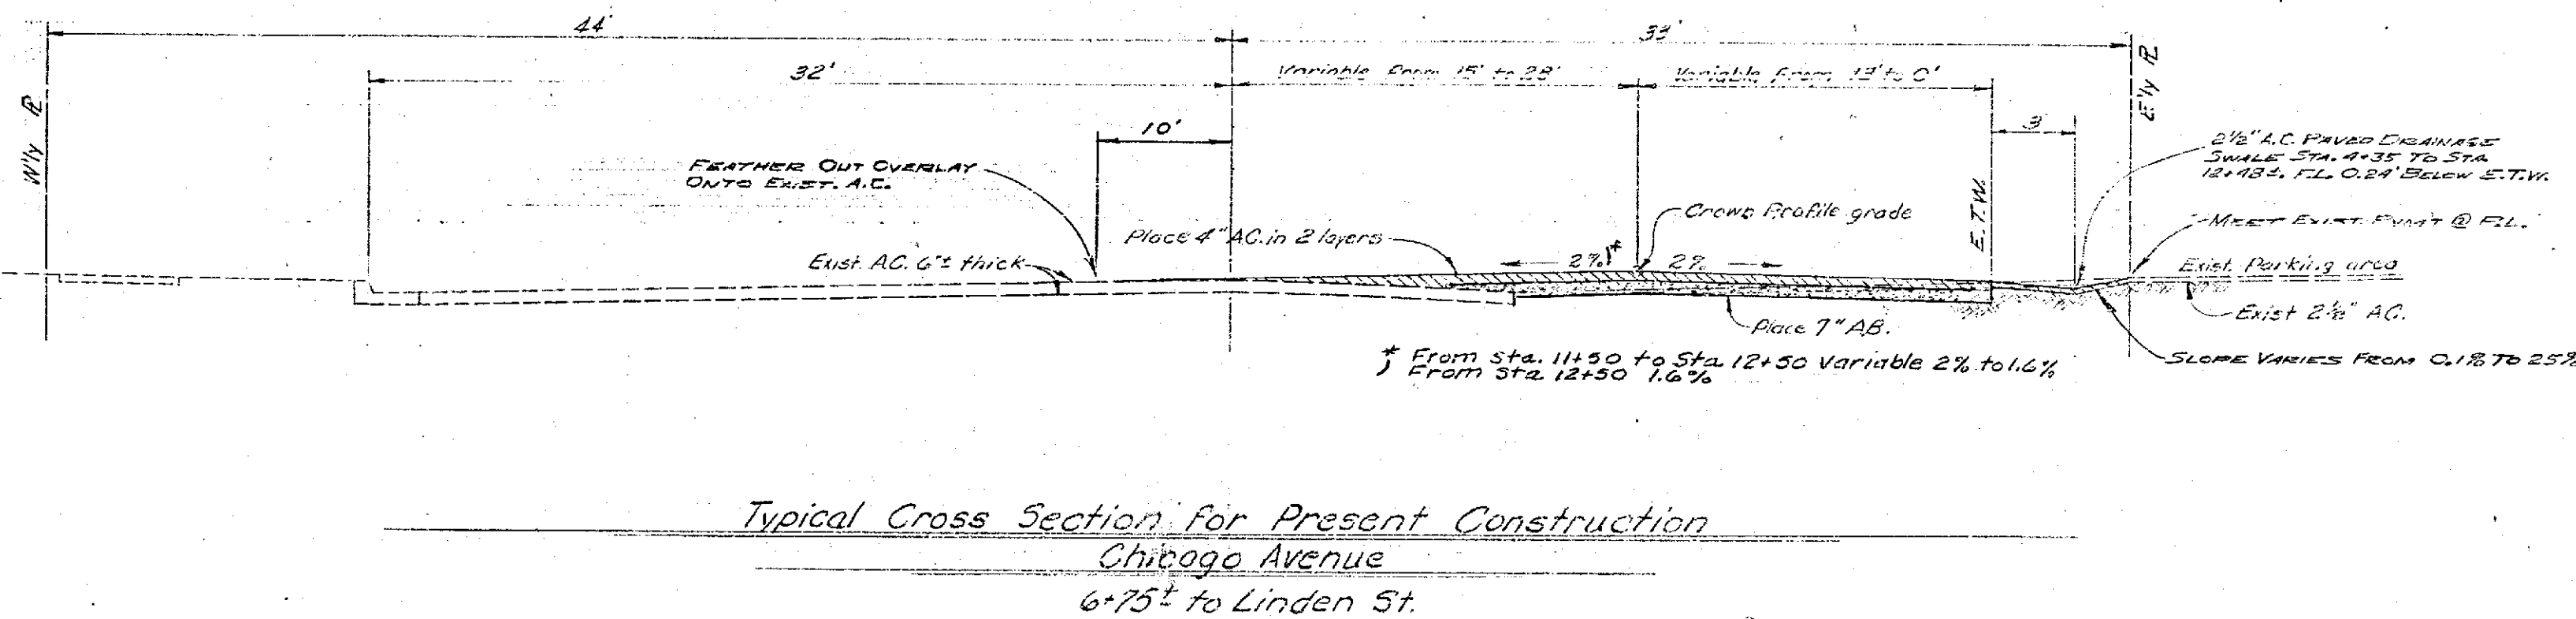 44'
33'
32'
Variable From 15' to 28'
Variable From 13' to 0'
W'ly PL
E'ly PL
10'
3'
2½" A.C. PAVED DRAINAGE
SWALE STA. 4+35 TO STA
12+48±. F.L. 0.24' BELOW E.T.W.
FEATHER OUT OVERLAY
ONTO EXIST. A.C.
E.T.W.
Crown Profile grade
MEET EXIST. PVM'T @ P.L.
Place 4" A.C. in 2 layers
Exist. A.C. 6"± thick
2%)*
2%
Exist. Parking area
Place 7" A.B.
Exist 2½" A.C.
*) From Sta. 11+50 to Sta 12+50 Variable 2% to 1.6%
From Sta 12+50 1.6%
SLOPE VARIES FROM 0.1% TO 25%
Typical Cross Section for Present Construction
Chicago Avenue
6+75± to Linden St.